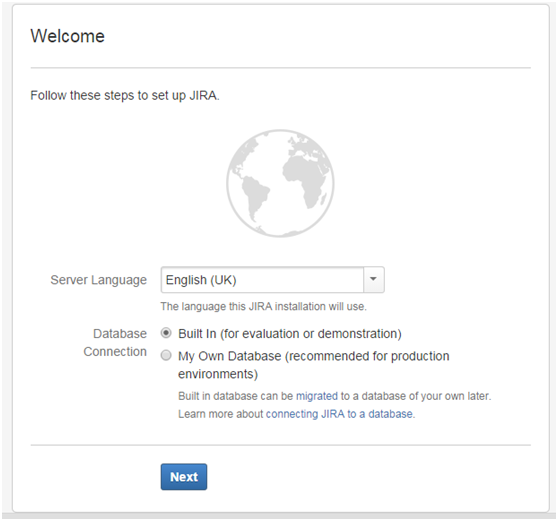 Welcome
Follow these steps to set up JIRA.
Server Language
English (UK)
The language this JIRA installation will use.
Database
Connection
Built In (for evaluation or demonstration)
My Own Database (recommended for production
environments)
Built in database can be migrated to a database of your own later.
Learn more about connecting JIRA to a database.
Next